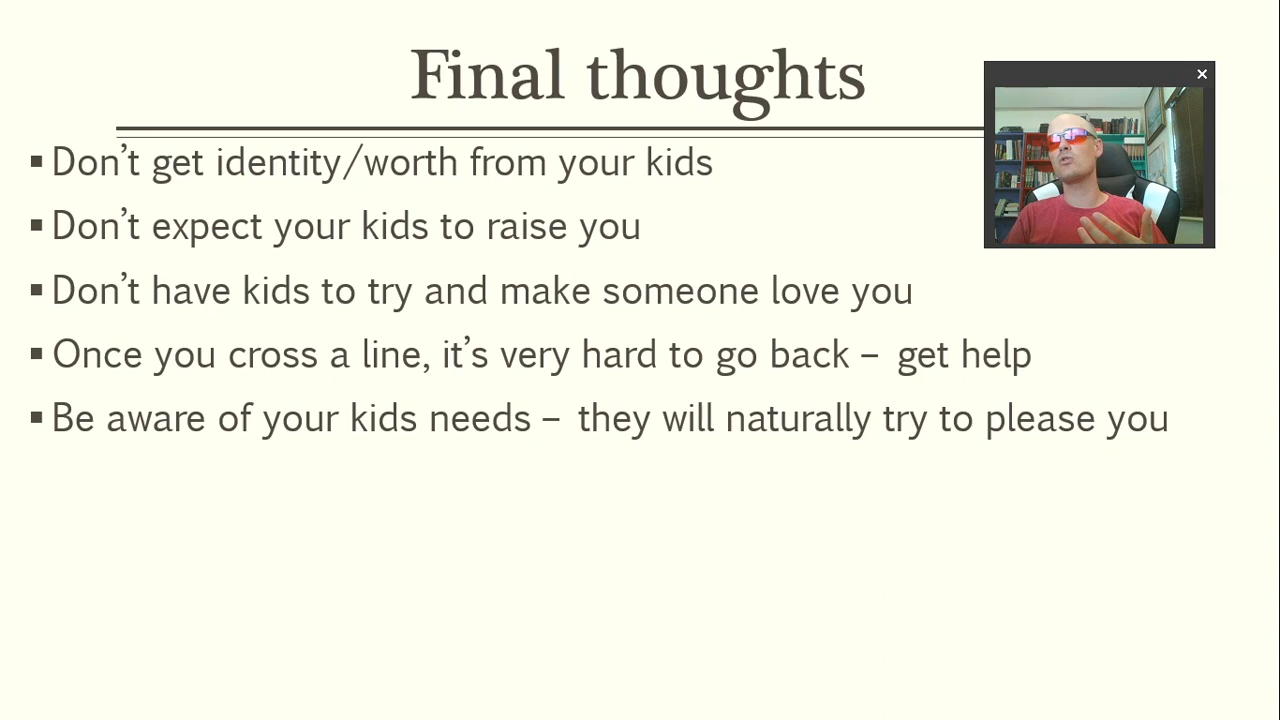 Final thoughts
▪ Don’t get identity/worth from your kids
▪ Don’t expect your kids to raise you
▪ Don’t have kids to try and make someone love you
▪ Once you cross a line, it’s very hard to go back – get help
▪ Be aware of your kids needs – they will naturally try to please you